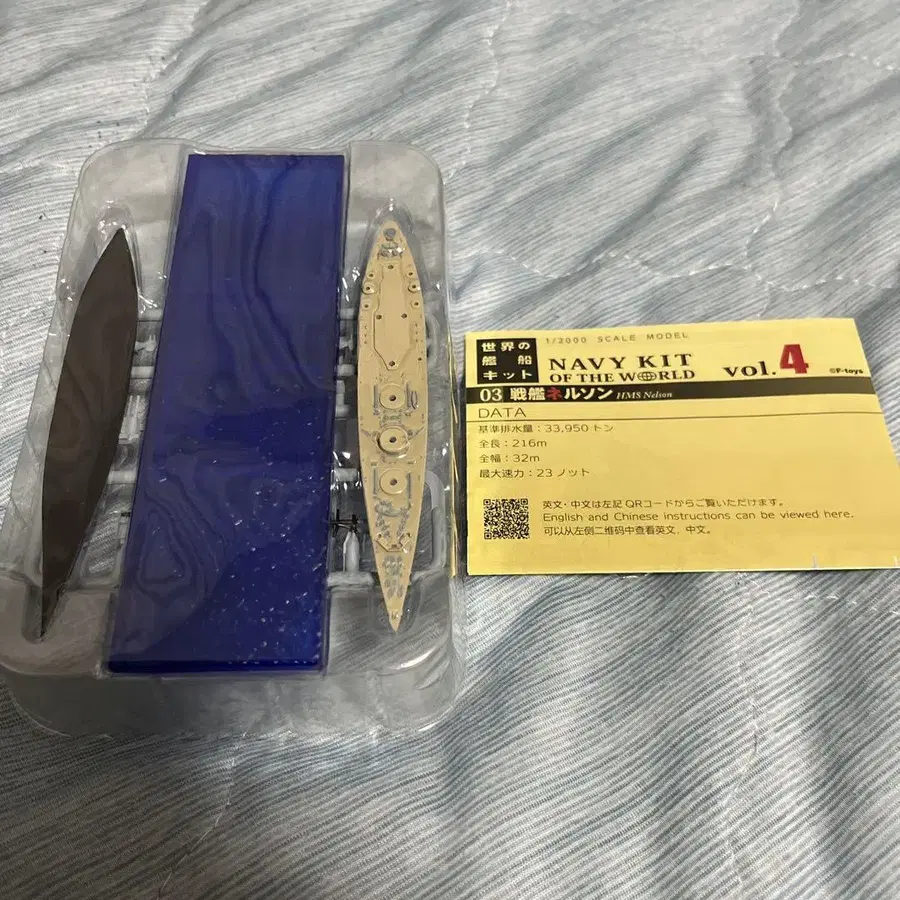 1/2000 SCALE MODEL
世界の
艦船
キット
NAVY KIT
OF THE WORLD
vol.4
©F-toys
03 戦艦ネルソン HMS Nelson
DATA
基準排水量：33,950 トン
全長：216m
全幅：32m
最大速力：23 ノット
英文・中文は左記 QRコードからご覧いただけます。
English and Chinese instructions can be viewed here.
可以从左侧二维码中查看英文，中文。